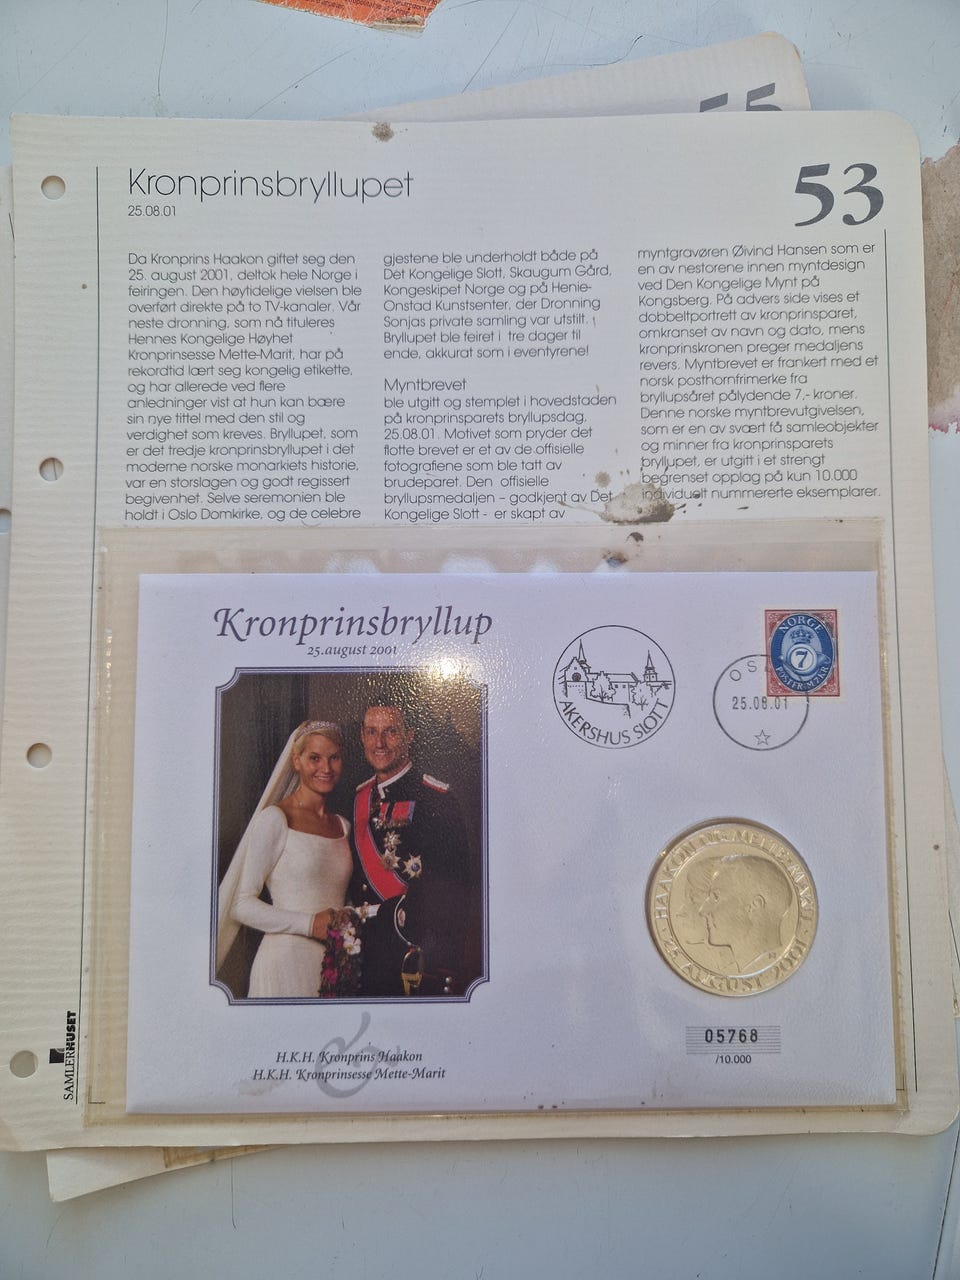 55
53
Kronprinsbryllupet
25.08.01
Da Kronprins Haakon giftet seg den
25. august 2001, deltok hele Norge i
feiringen. Den høytidelige vielsen ble
overført direkte på to TV-kanaler. Vår
neste dronning, som nå tituleres
Hennes Kongelige Høyhet
Kronprinsesse Mette-Marit, har på
rekordtid lært seg kongelig etikette,
og har allerede ved flere
anledninger vist at hun kan bære
sin nye tittel med den stil og
verdighet som kreves. Bryllupet, som
er det tredje kronprinsbryllupet i det
moderne norske monarkiets historie,
var en storslagen og godt regissert
begivenhet. Selve seremonien ble
holdt i Oslo Domkirke, og de celebre
gjestene ble underholdt både på
Det Kongelige Slott, Skaugum Gård,
Kongeskipet Norge og på Henie-
Onstad Kunstsenter, der Dronning
Sonjas private samling var utstilt.
Bryllupet ble feiret i tre dager til
ende, akkurat som i eventyrene!
Myntbrevet
ble utgitt og stemplet i hovedstaden
på kronprinsparets bryllupsdag,
25.08.01. Motivet som pryder det
flotte brevet er et av de offisielle
fotografiene som ble tatt av
brudeparet. Den offisielle
bryllupsmedaljen – godkjent av Det
Kongelige Slott - er skapt av
myntgravøren Øivind Hansen som er
en av nestorene innen myntdesign
ved Den Kongelige Mynt på
Kongsberg. På advers side vises et
dobbeltportrett av kronprinsparet,
omkranset av navn og dato, mens
kronprinskronen preger medaljens
revers. Myntbrevet er frankert med et
norsk posthornfrimerke fra
bryllupsåret pålydende 7,- kroner.
Denne norske myntbrevutgivelsen,
som er en av svært få samleobjekter
og minner fra kronprinsparets
bryllupet, er utgitt i et strengt
begrenset opplag på kun 10.000
individuelt nummererte eksemplarer.
Kronprinsbryllup
25.august 2001
AKERSHUS SLOTT
NORGE
7
POSTEN M7KR
OSL
25.08.01
HAAKON OG METTE-MARIT
25. AUGUST 2001
05768
/10.000
&
H.K.H. Kronprins Haakon
H.K.H. Kronprinsesse Mette-Marit
SAMLERHUSET